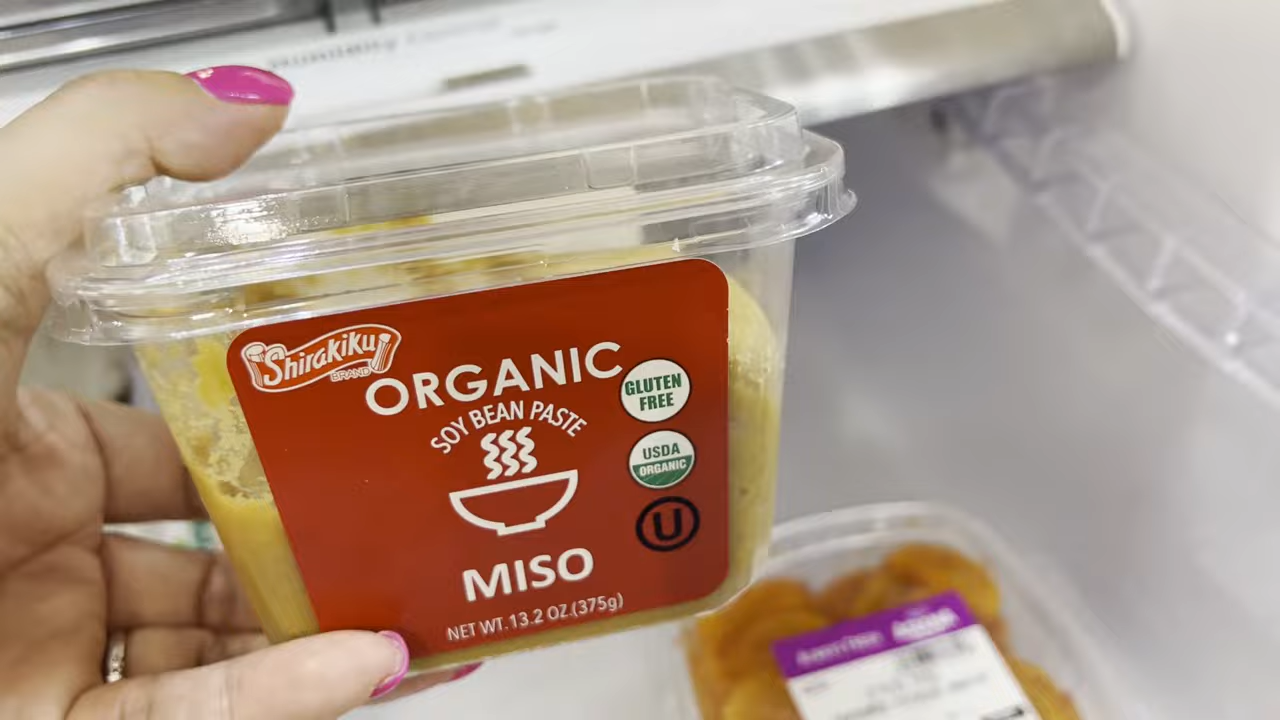 Shirakiku
BRAND
ORGANIC
SOY BEAN PASTE
GLUTEN
FREE
USDA
ORGANIC
U
MISO
NET WT. 13.2 OZ.(375g)